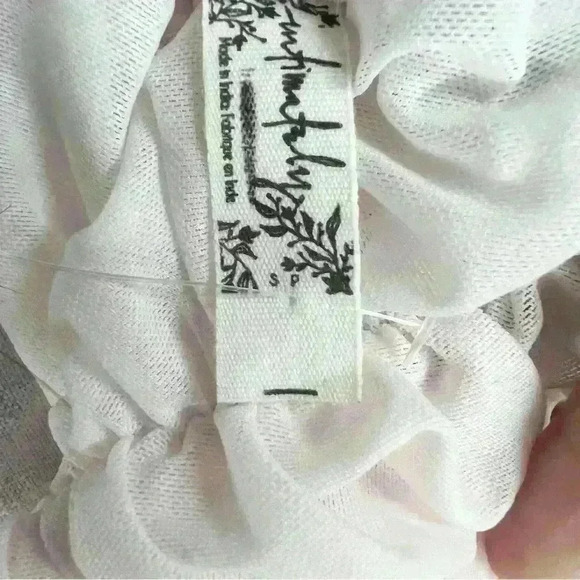 intimately
Made in India Fabriqué en Inde
S P